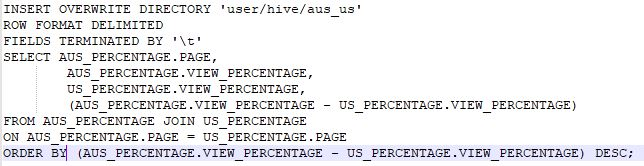 INSERT OVERWRITE DIRECTORY 'user/hive/aus_us'
ROW FORMAT DELIMITED
FIELDS TERMINATED BY '\t'
SELECT AUS_PERCENTAGE.PAGE,
AUS_PERCENTAGE.VIEW_PERCENTAGE,
US_PERCENTAGE.VIEW_PERCENTAGE,
(AUS_PERCENTAGE.VIEW_PERCENTAGE - US_PERCENTAGE.VIEW_PERCENTAGE)
FROM AUS_PERCENTAGE JOIN US_PERCENTAGE
ON AUS_PERCENTAGE.PAGE = US_PERCENTAGE.PAGE
ORDER BY (AUS_PERCENTAGE.VIEW_PERCENTAGE - US_PERCENTAGE.VIEW_PERCENTAGE) DESC;